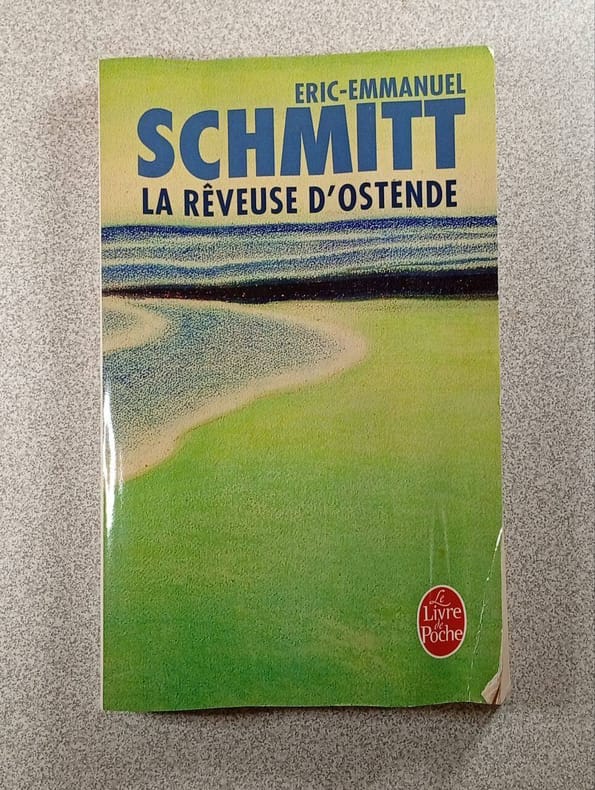 ERIC-EMMANUEL
SCHMITT
LA RÊVEUSE D'OSTENDE
Le
Livre
de
Poche